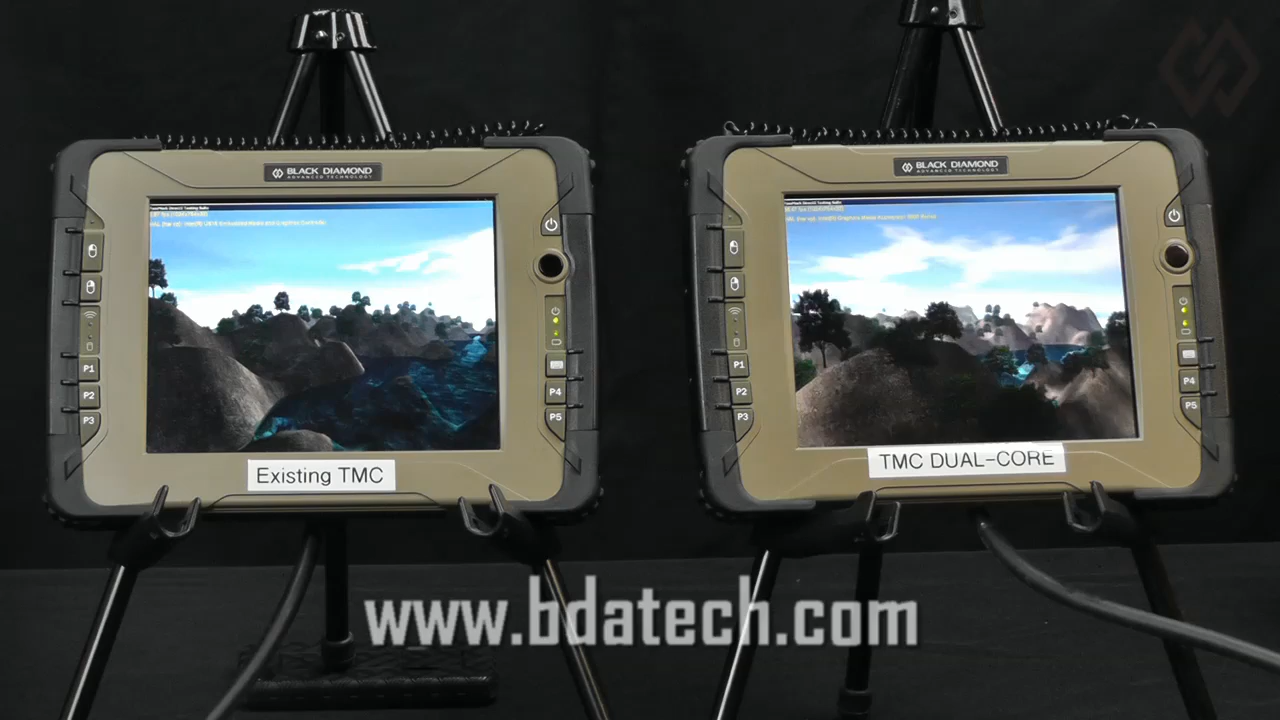 BLACK DIAMOND
ADVANCED TECHNOLOGY
P1
P2
P3
P4
P5
Existing TMC
BLACK DIAMOND
ADVANCED TECHNOLOGY
P1
P2
P3
P4
P5
TMC DUAL-CORE
www.bdatech.com